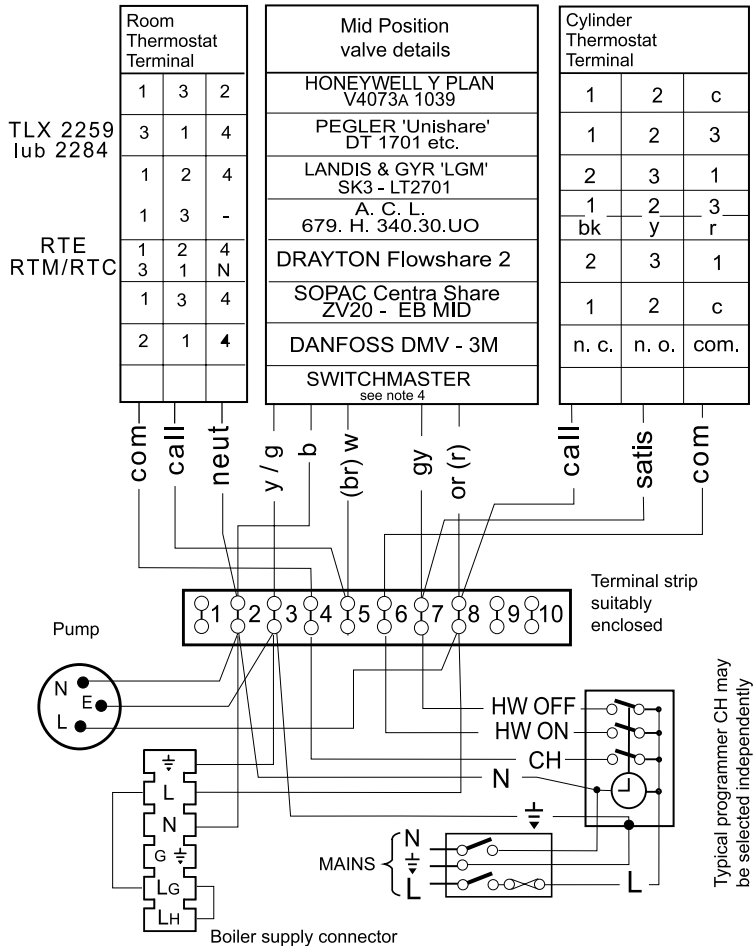 Room
Thermostat
Terminal
1 3 2
3 1 4
1 2 4
1 3 -
1 2 4
3 1 N
1 3 4
2 1 4
TLX 2259
lub 2284
RTE
RTM/RTC
Mid Position
valve details
HONEYWELL Y PLAN
V4073A 1039
PEGLER 'Unishare'
DT 1701 etc.
LANDIS & GYR 'LGM'
SK3 - LT2701
A. C. L.
679. H. 340.30.UO
DRAYTON Flowshare 2
SOPAC Centra Share
ZV20 - EB MID
DANFOSS DMV - 3M
SWITCHMASTER
see note 4
Cylinder
Thermostat
Terminal
1 2 c
1 2 3
2 3 1
1 2 3
bk y r
2 3 1
1 2 c
n. c. n. o. com.
com
call
neut
y / g
b
(br) w
gy
or (r)
call
satis
com
1 2 3 4 5 6 7 8 9 10
Terminal strip
suitably
enclosed
Pump
N
E
L
HW OFF
HW ON
CH
N
Typical programmer CH may
be selected independently
L
N
G
LG
LH
Boiler supply connector
MAINS
N
L
L